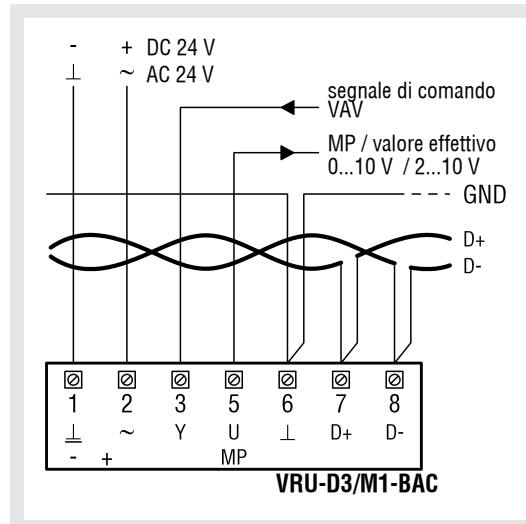 - + DC 24 V
⊥ ~ AC 24 V
segnale di comando
VAV
MP / valore effettivo
0...10 V / 2...10 V
GND
D+
D-
1 2 3 5 6 7 8
⊥ ~ Y U ⊥ D+ D-
- + MP
VRU-D3/M1-BAC